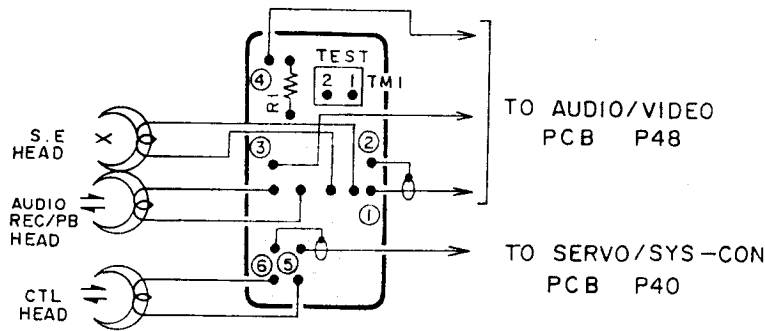 TEST
④
2 1 TM1
R1
TO AUDIO/VIDEO
PCB P48
S.E
HEAD
③
②
AUDIO
REC/PB
HEAD
①
TO SERVO/SYS-CON
PCB P40
⑥ ⑤
CTL
HEAD